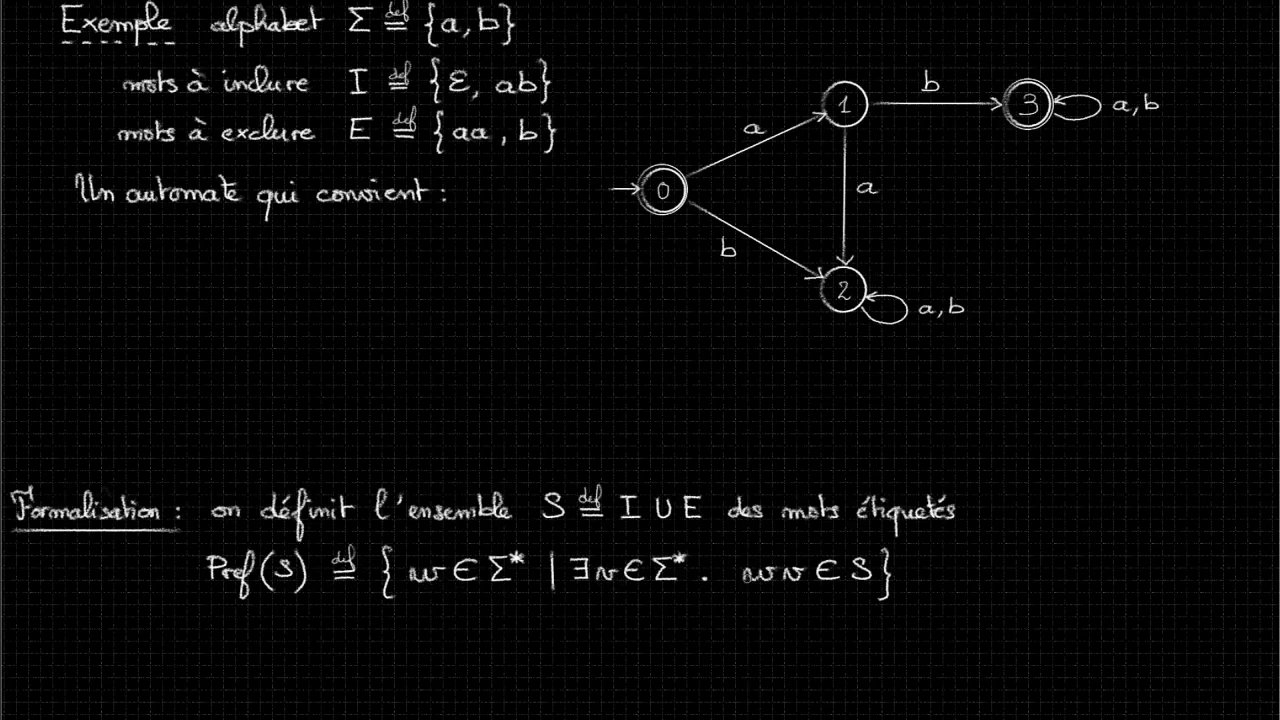 Exemple alphabet Σ ≝ {a, b}
mots à inclure I ≝ {ε, ab}
mots à exclure E ≝ {aa, b}
Un automate qui convient :
1
b
3
a, b
a
0
a
b
2
a, b
Formalisation : on définit l'ensemble S ≝ I ∪ E des mots étiquetés
Pref(S) ≝ {w ∈ Σ* | ∃v ∈ Σ*. wv ∈ S}